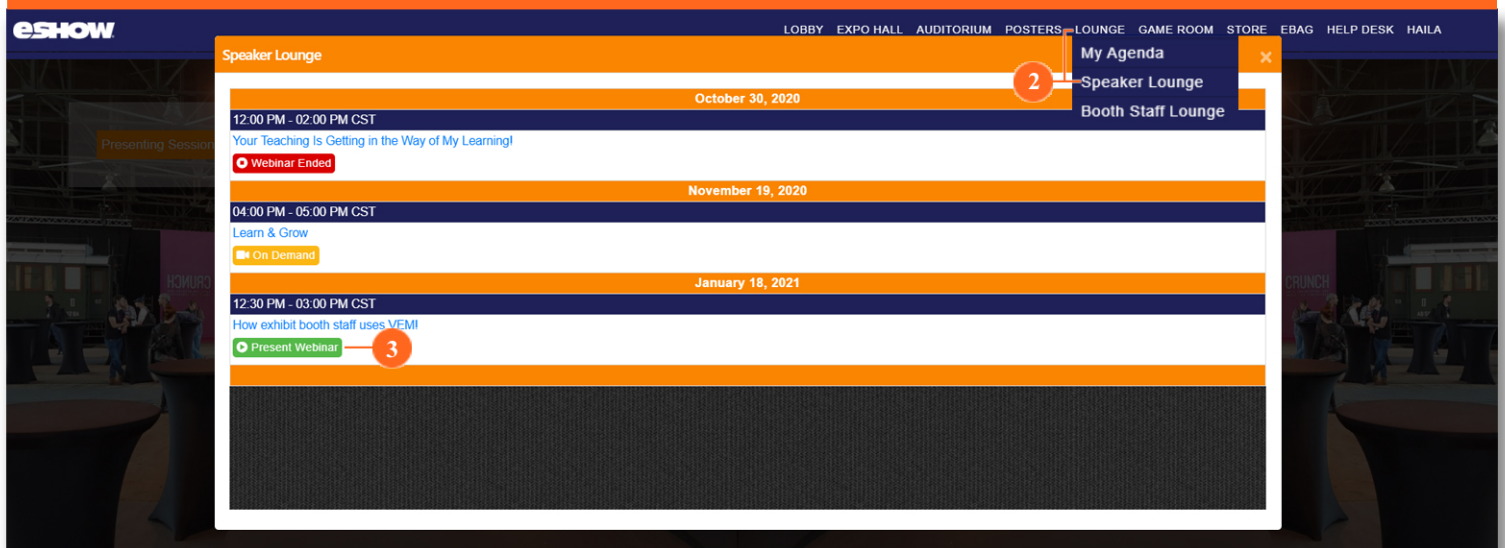 eSHOW
LOBBY EXPO HALL AUDITORIUM POSTERS LOUNGE GAME ROOM STORE EBAG HELP DESK HAILA
Speaker Lounge
×
My Agenda
2
Speaker Lounge
Booth Staff Lounge
October 30, 2020
12:00 PM - 02:00 PM CST
Your Teaching Is Getting in the Way of My Learning!
Webinar Ended
Presenting Session
November 19, 2020
04:00 PM - 05:00 PM CST
Learn & Grow
On Demand
January 18, 2021
12:30 PM - 03:00 PM CST
How exhibit booth staff uses VEM!
Present Webinar
3
CRUNCH
CRUNCH